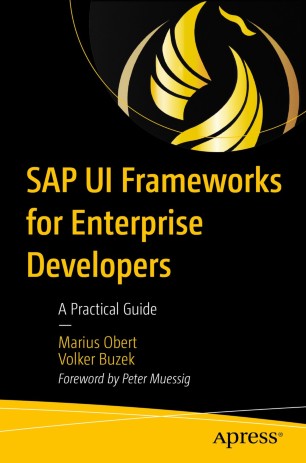 SAP UI Frameworks
for Enterprise
Developers
A Practical Guide
Marius Obert
Volker Buzek
Foreword by Peter Muessig
Apress®